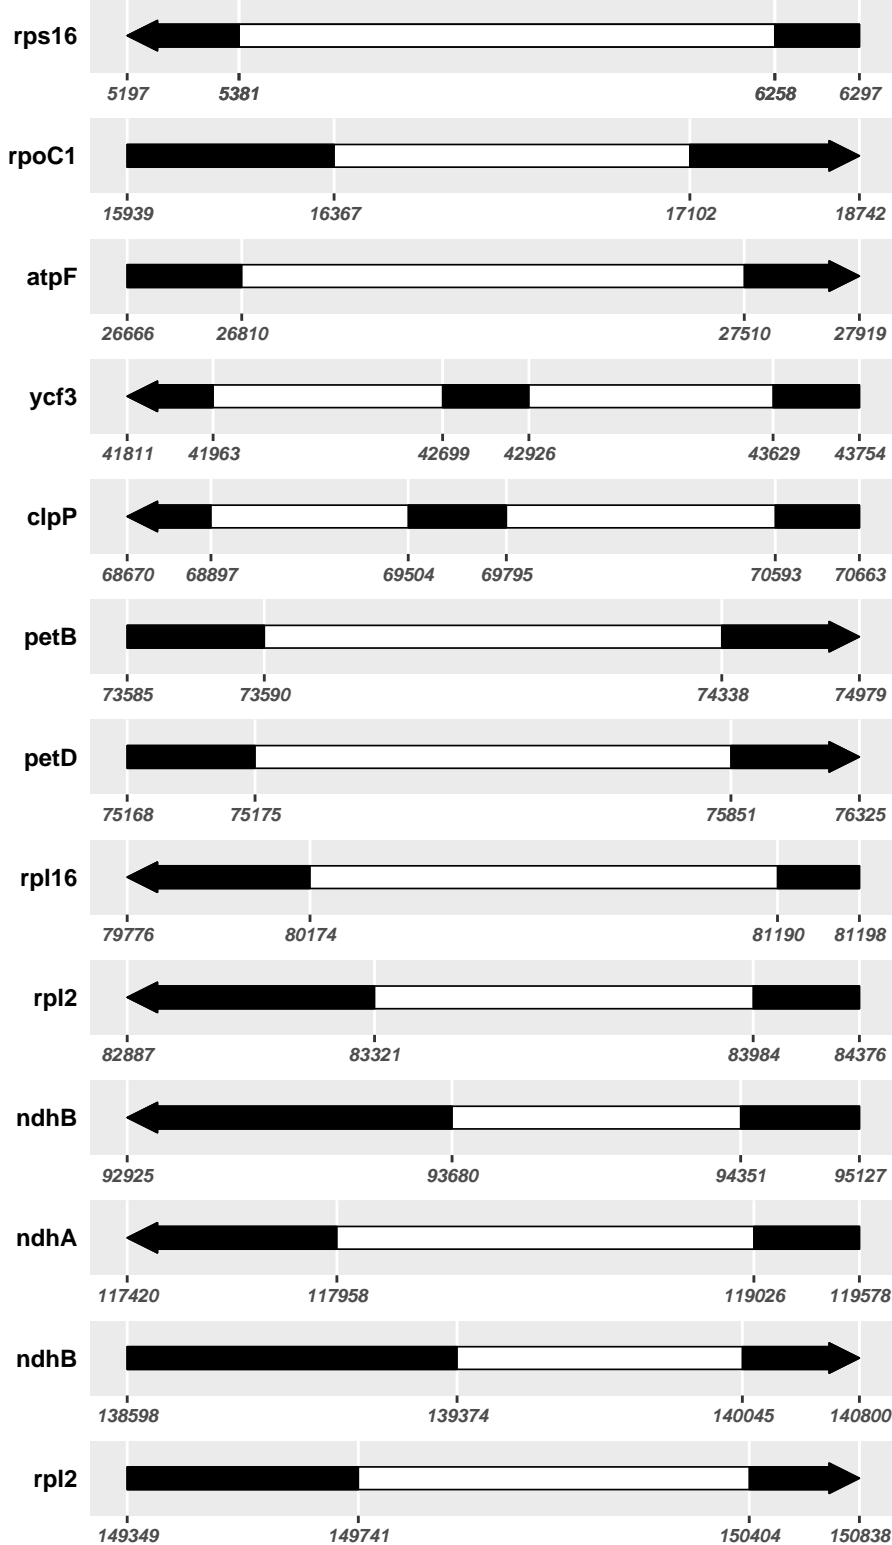 rps16
5197 5381 6258 6297
rpoC1
15939 16367 17102 18742
atpF
26666 26810 27510 27919
ycf3
41811 41963 42699 42926 43629 43754
clpP
68670 68897 69504 69795 70593 70663
petB
73585 73590 74338 74979
petD
75168 75175 75851 76325
rpl16
79776 80174 81190 81198
rpl2
82887 83321 83984 84376
ndhB
92925 93680 94351 95127
ndhA
117420 117958 119026 119578
ndhB
138598 139374 140045 140800
rpl2
149349 149741 150404 150838